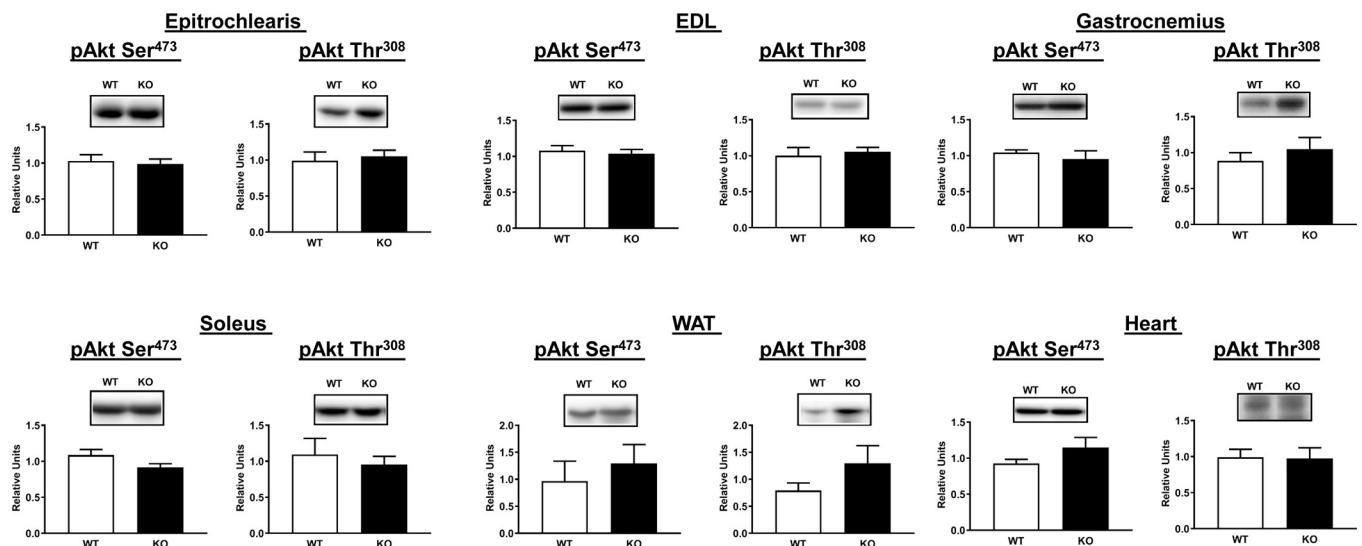 Epitrochlearis
pAkt Ser473
WT KO
Relative Units
1.5
1.0
0.5
0.0
WT KO
pAkt Thr308
WT KO
Relative Units
1.5
1.0
0.5
0.0
WT KO
EDL
pAkt Ser473
WT KO
Relative Units
1.5
1.0
0.5
0.0
WT KO
pAkt Thr308
WT KO
Relative Units
1.5
1.0
0.5
0.0
WT KO
Gastrocnemius
pAkt Ser473
WT KO
Relative Units
1.5
1.0
0.5
0.0
WT KO
pAkt Thr308
WT KO
Relative Units
1.5
1.0
0.5
0.0
WT KO
Soleus
pAkt Ser473
WT KO
Relative Units
1.5
1.0
0.5
0.0
WT KO
pAkt Thr308
WT KO
Relative Units
1.5
1.0
0.5
0.0
WT KO
WAT
pAkt Ser473
WT KO
Relative Units
2.0
1.5
1.0
0.5
0.0
WT KO
pAkt Thr308
WT KO
Relative Units
2.0
1.5
1.0
0.5
0.0
WT KO
Heart
pAkt Ser473
WT KO
Relative Units
1.5
1.0
0.5
0.0
WT KO
pAkt Thr308
WT KO
Relative Units
1.5
1.0
0.5
0.0
WT KO